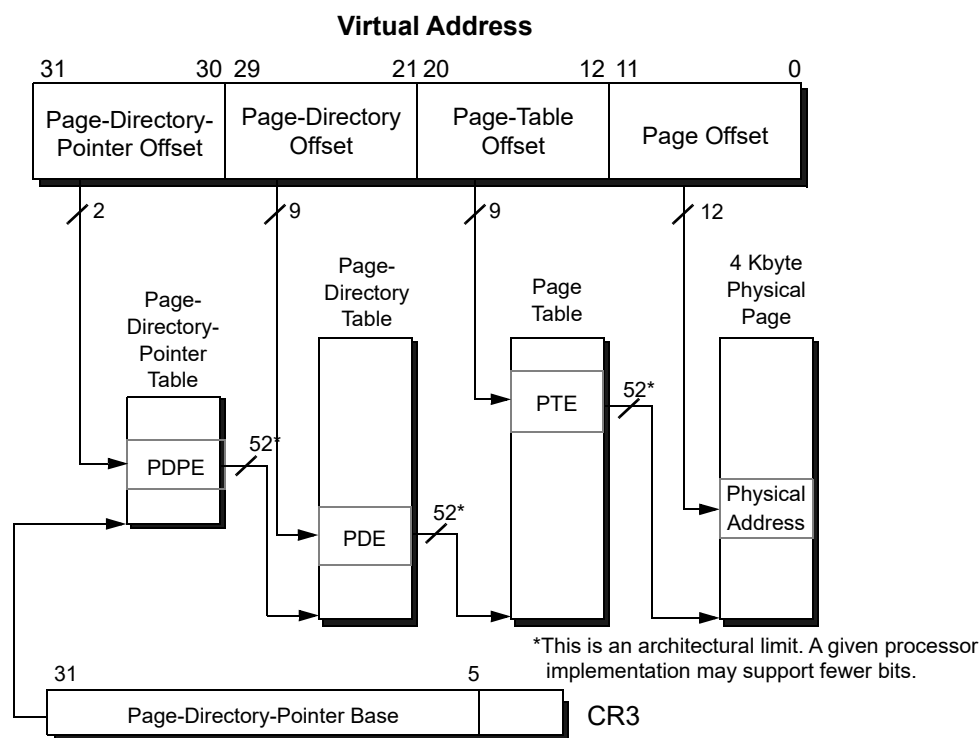 Virtual Address
31 30 29 21 20 12 11 0
Page-Directory-
Pointer Offset
Page-Directory
Offset
Page-Table
Offset
Page Offset
2
9
9
12
Page-
Directory-
Pointer
Table
Page-
Directory
Table
Page
Table
4 Kbyte
Physical
Page
PDPE
52*
PDE
52*
PTE
52*
Physical
Address
*This is an architectural limit. A given processor
implementation may support fewer bits.
31 5
Page-Directory-Pointer Base
CR3